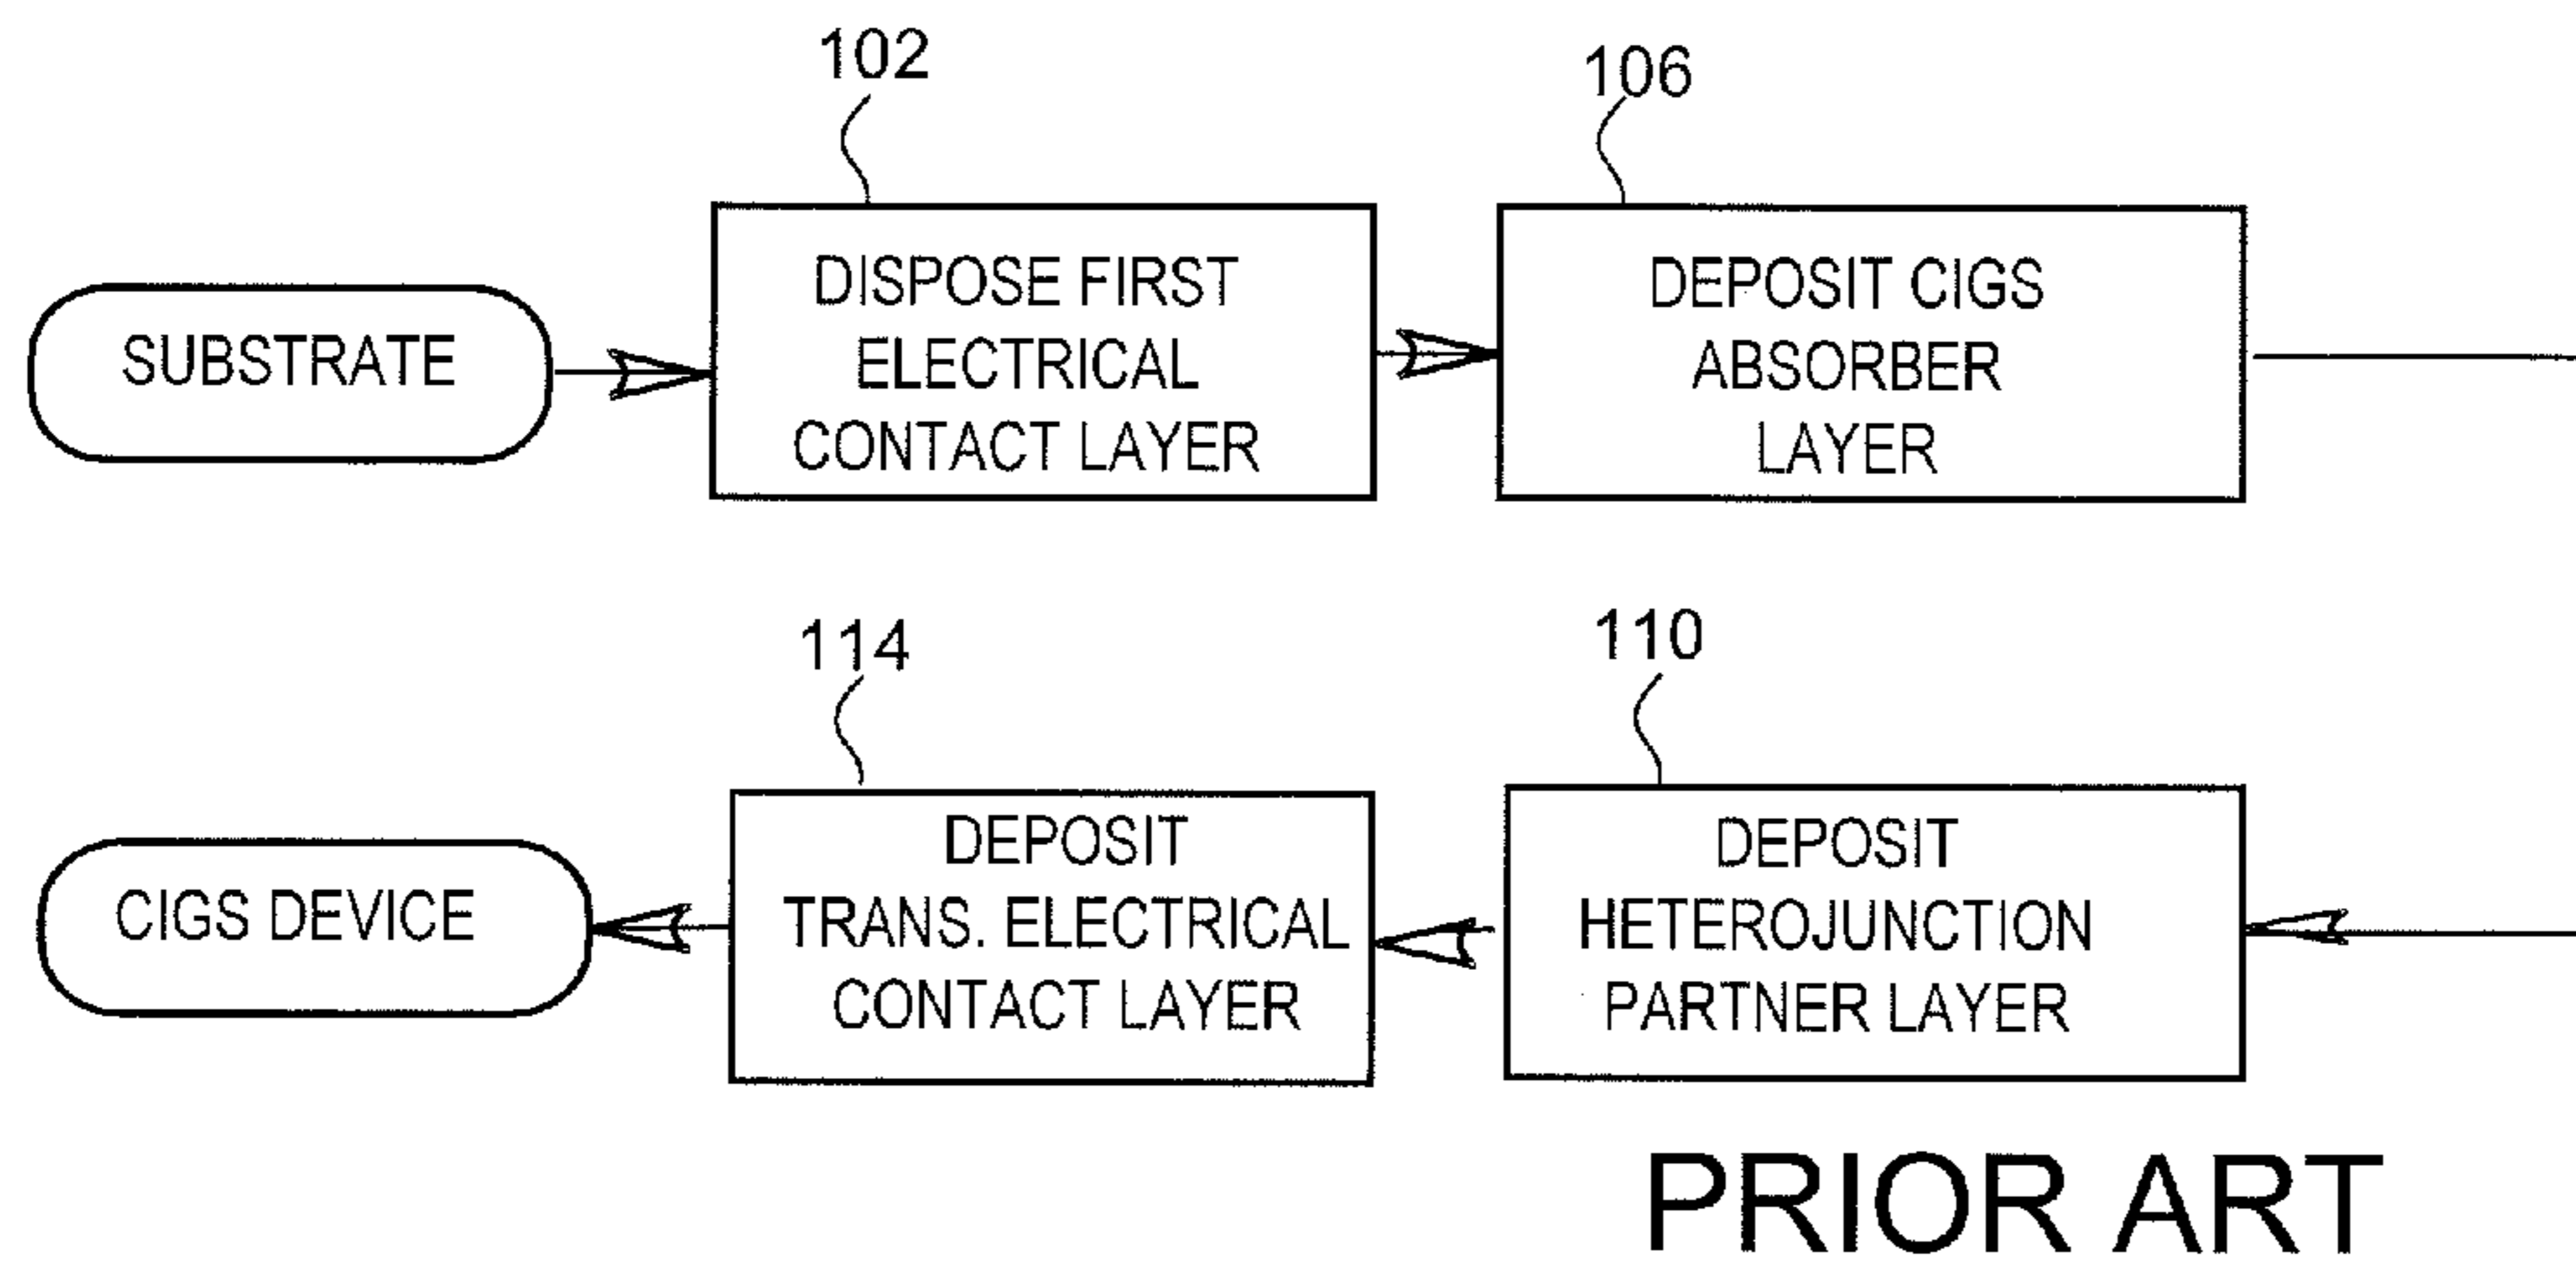 102
106
SUBSTRATE
DISPOSE FIRST
ELECTRICAL
CONTACT LAYER
DEPOSIT CIGS
ABSORBER
LAYER
114
110
CIGS DEVICE
DEPOSIT
TRANS. ELECTRICAL
CONTACT LAYER
DEPOSIT
HETEROJUNCTION
PARTNER LAYER
PRIOR ART